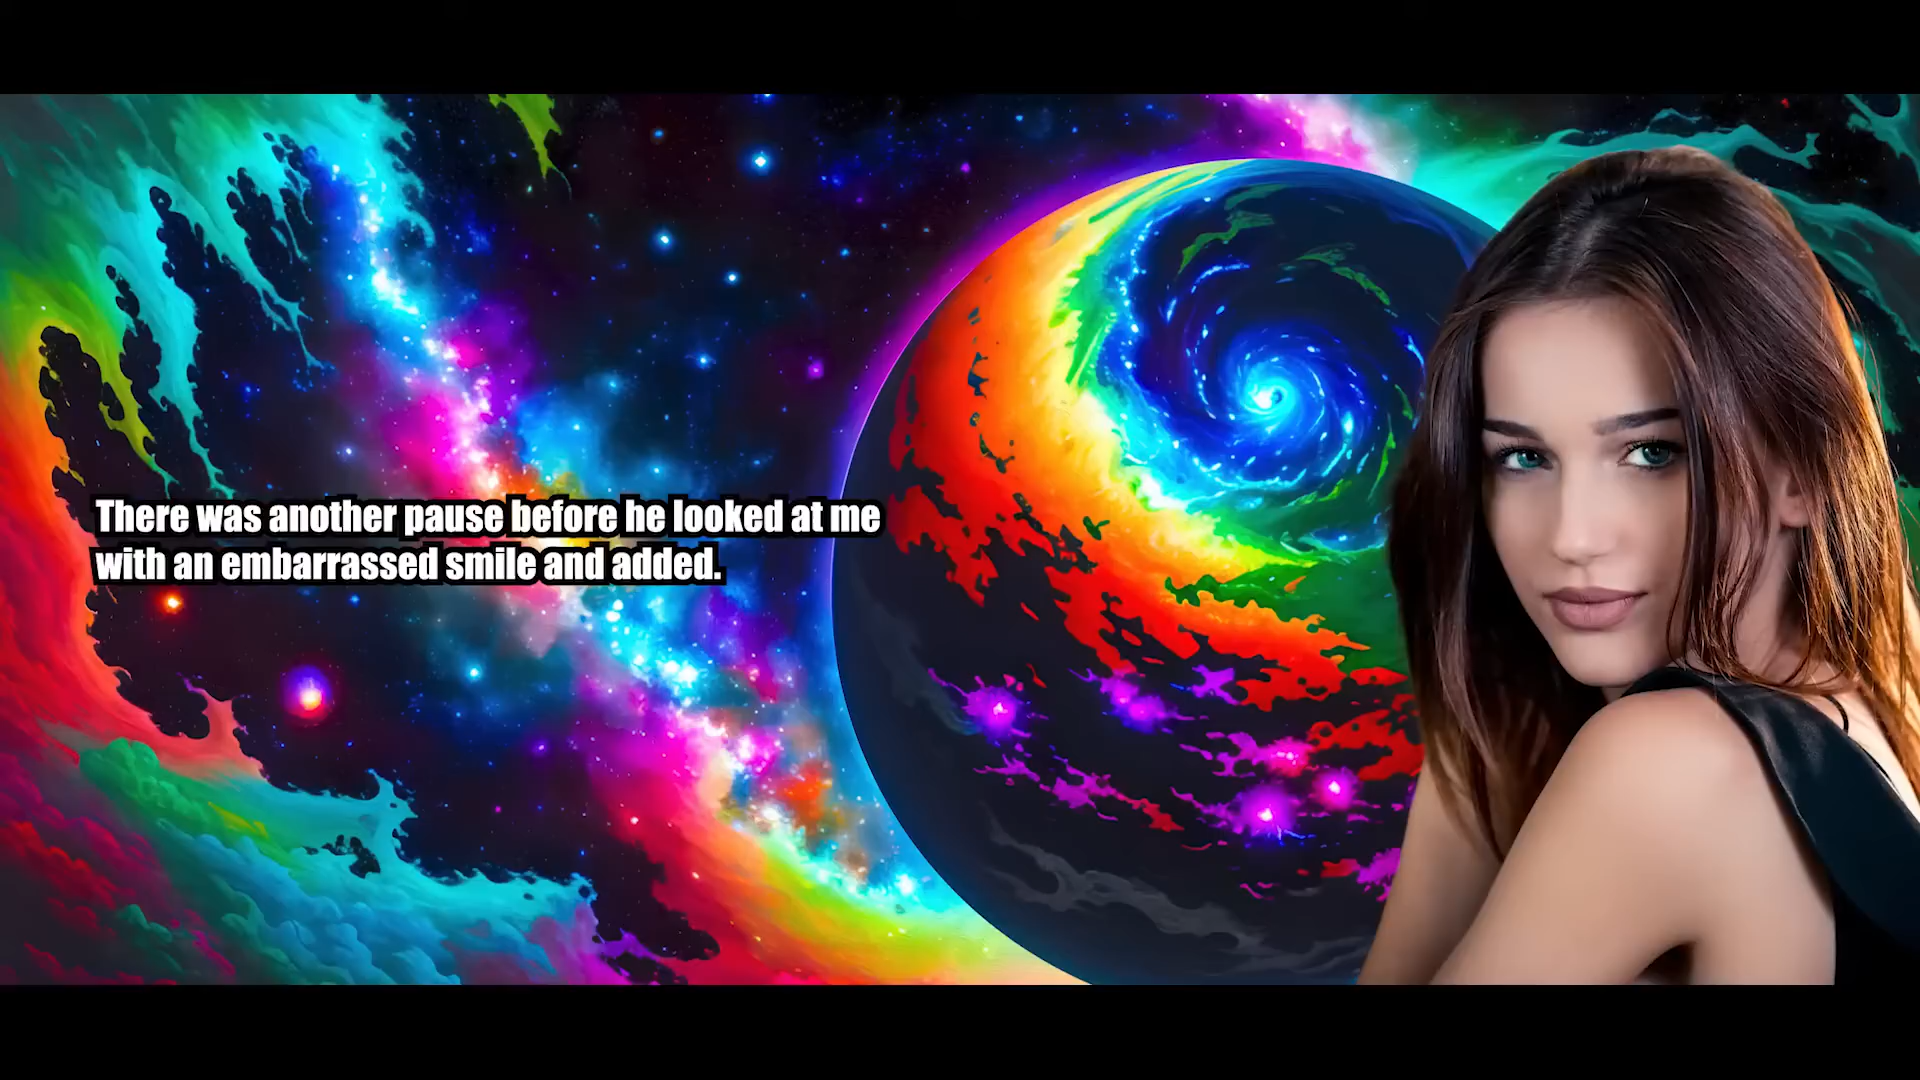 There was another pause before he looked at me
with an embarrassed smile and added.